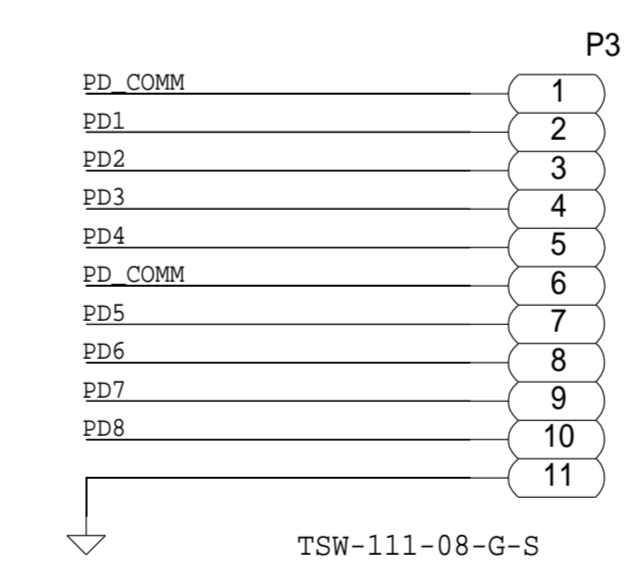 P3
PD_COMM 1
PD1 2
PD2 3
PD3 4
PD4 5
PD_COMM 6
PD5 7
PD6 8
PD7 9
PD8 10
11
TSW-111-08-G-S